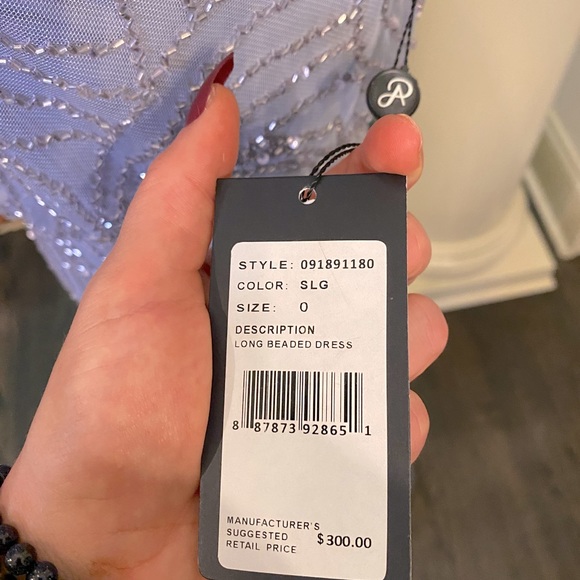 AP
STYLE: 091891180
COLOR: SLG
SIZE: 0
DESCRIPTION
LONG BEADED DRESS
8 87873 92865 1
MANUFACTURER'S
SUGGESTED
RETAIL PRICE $300.00